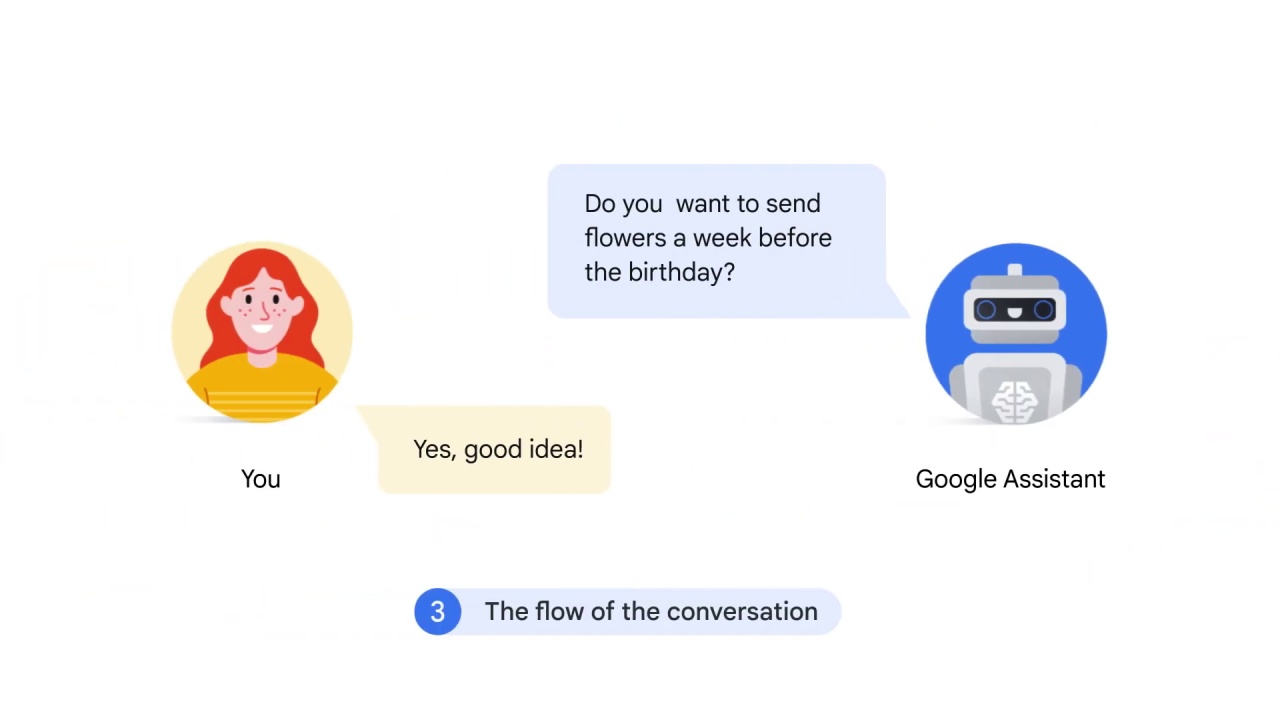 Do you  want to send
flowers a week before
the birthday?
Yes, good idea!
You
Google Assistant
3 The flow of the conversation